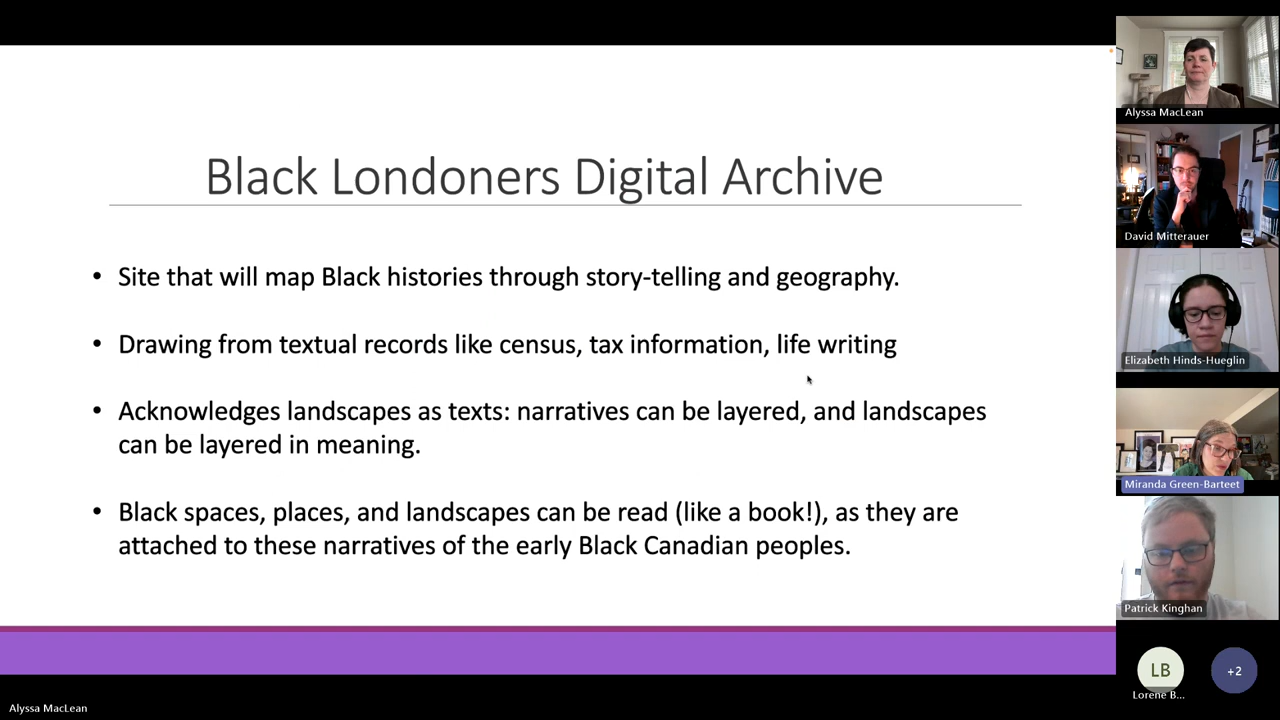 Black Londoners Digital Archive
• Site that will map Black histories through story-telling and geography.
• Drawing from textual records like census, tax information, life writing
• Acknowledges landscapes as texts: narratives can be layered, and landscapes
can be layered in meaning.
• Black spaces, places, and landscapes can be read (like a book!), as they are
attached to these narratives of the early Black Canadian peoples.
Alyssa MacLean
David Mitterauer
Elizabeth Hinds-Hueglin
Miranda Green-Barteet
Patrick Kinghan
LB
+2
Lorene B...
Alyssa MacLean